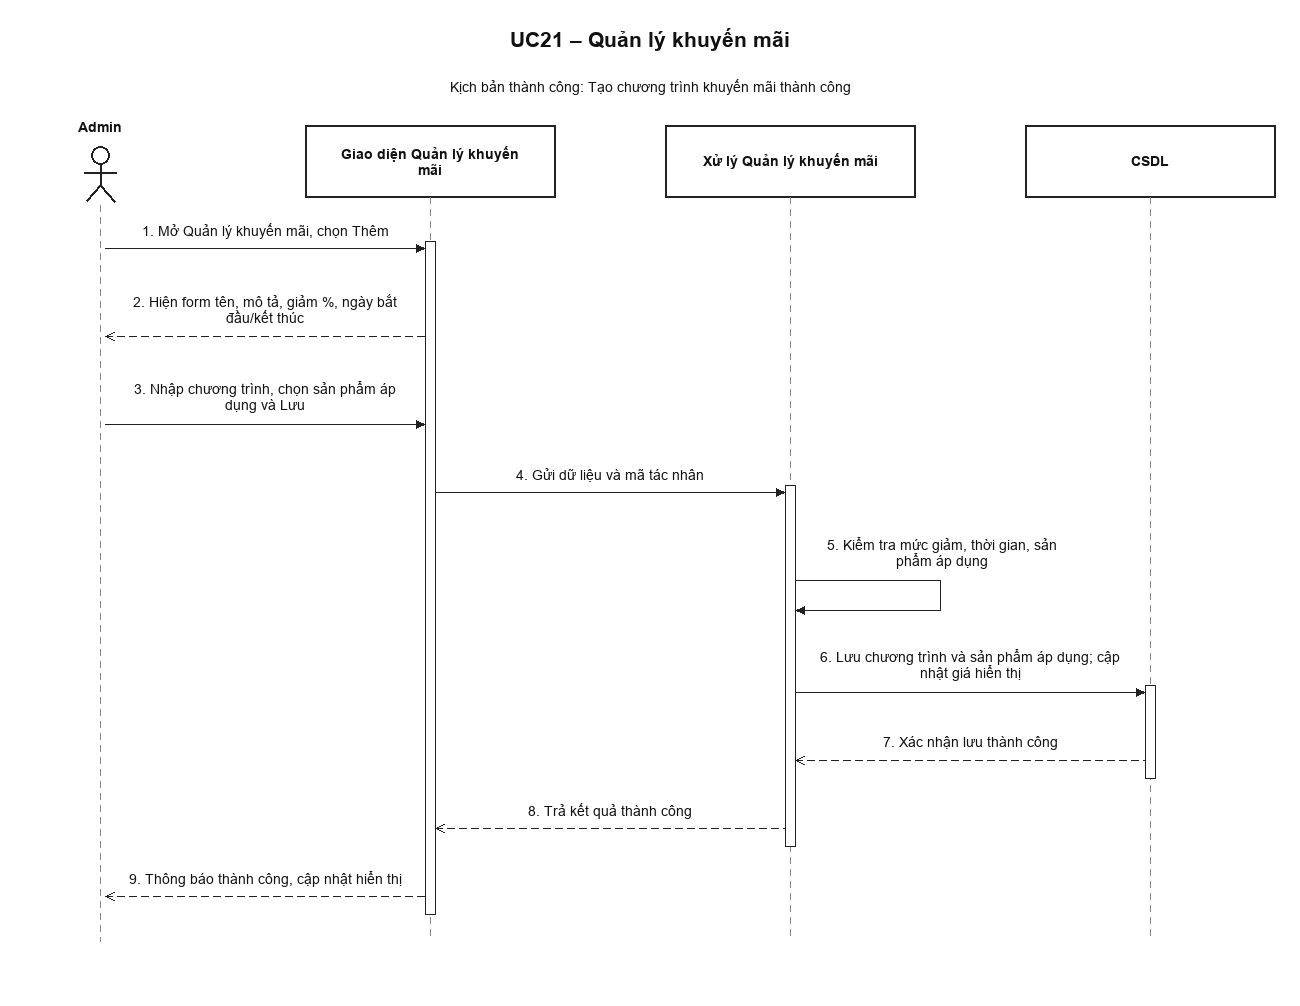 UC21 – Quản lý khuyến mãi
Kịch bản thành công: Tạo chương trình khuyến mãi thành công
Admin
Giao diện Quản lý khuyến
mãi
Xử lý Quản lý khuyến mãi
CSDL
1. Mở Quản lý khuyến mãi, chọn Thêm
2. Hiện form tên, mô tả, giảm %, ngày bắt
đầu/kết thúc
3. Nhập chương trình, chọn sản phẩm áp
dụng và Lưu
4. Gửi dữ liệu và mã tác nhân
5. Kiểm tra mức giảm, thời gian, sản
phẩm áp dụng
6. Lưu chương trình và sản phẩm áp dụng; cập
nhật giá hiển thị
7. Xác nhận lưu thành công
8. Trả kết quả thành công
9. Thông báo thành công, cập nhật hiển thị